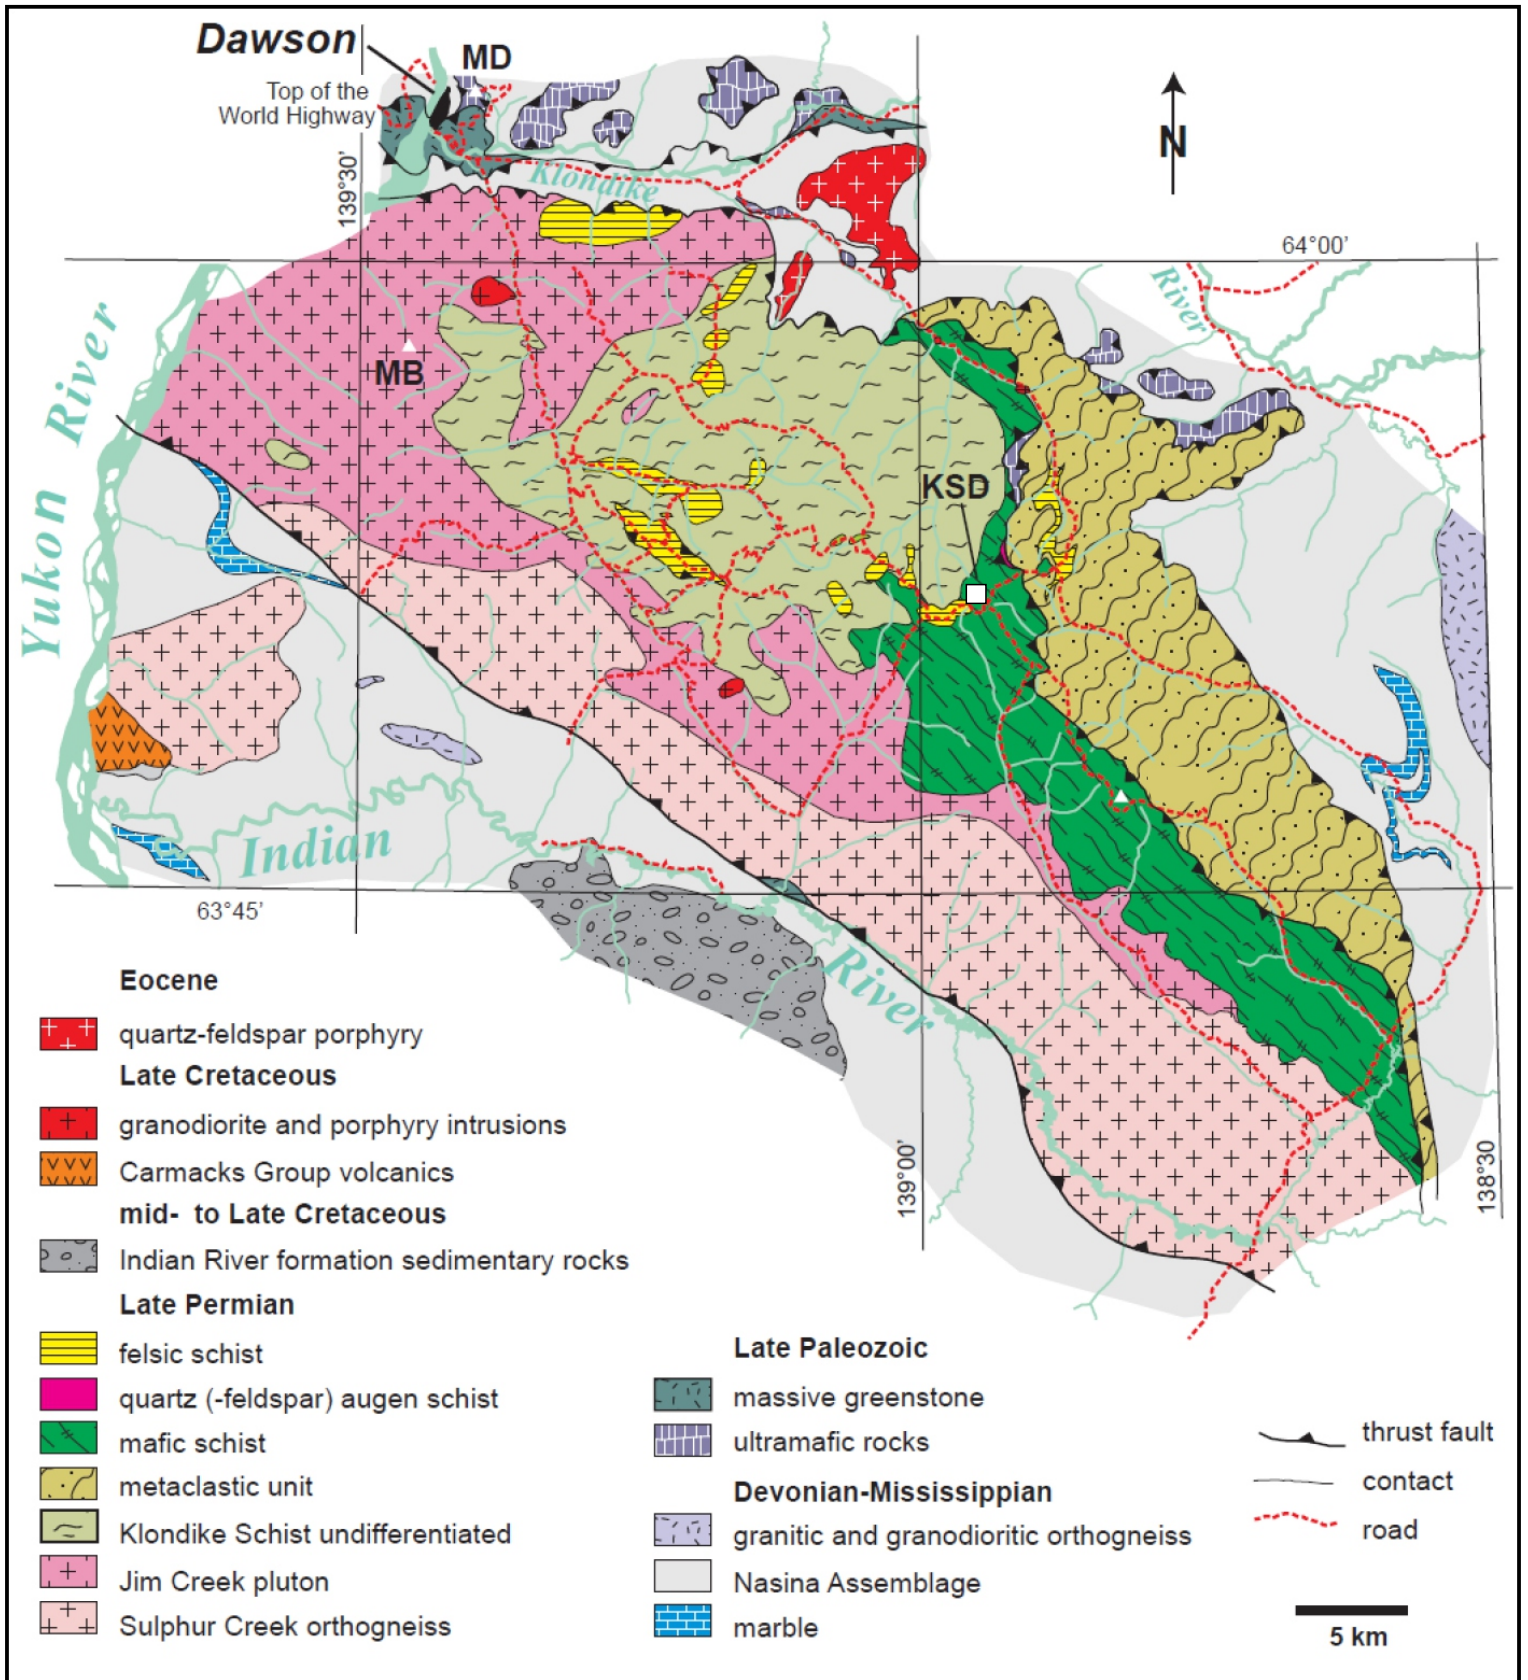 Dawson
MD
Top of the
World Highway
N
139°30'
Klondike
64°00'
River
Yukon River
MB
KSD
Indian
River
63°45'
139°00'
138°30
Eocene
quartz-feldspar porphyry
Late Cretaceous
granodiorite and porphyry intrusions
Carmacks Group volcanics
mid- to Late Cretaceous
Indian River formation sedimentary rocks
Late Permian
felsic schist
quartz (-feldspar) augen schist
mafic schist
metaclastic unit
Klondike Schist undifferentiated
Jim Creek pluton
Sulphur Creek orthogneiss
Late Paleozoic
massive greenstone
ultramafic rocks
Devonian-Mississippian
granitic and granodioritic orthogneiss
Nasina Assemblage
marble
thrust fault
contact
road
5 km